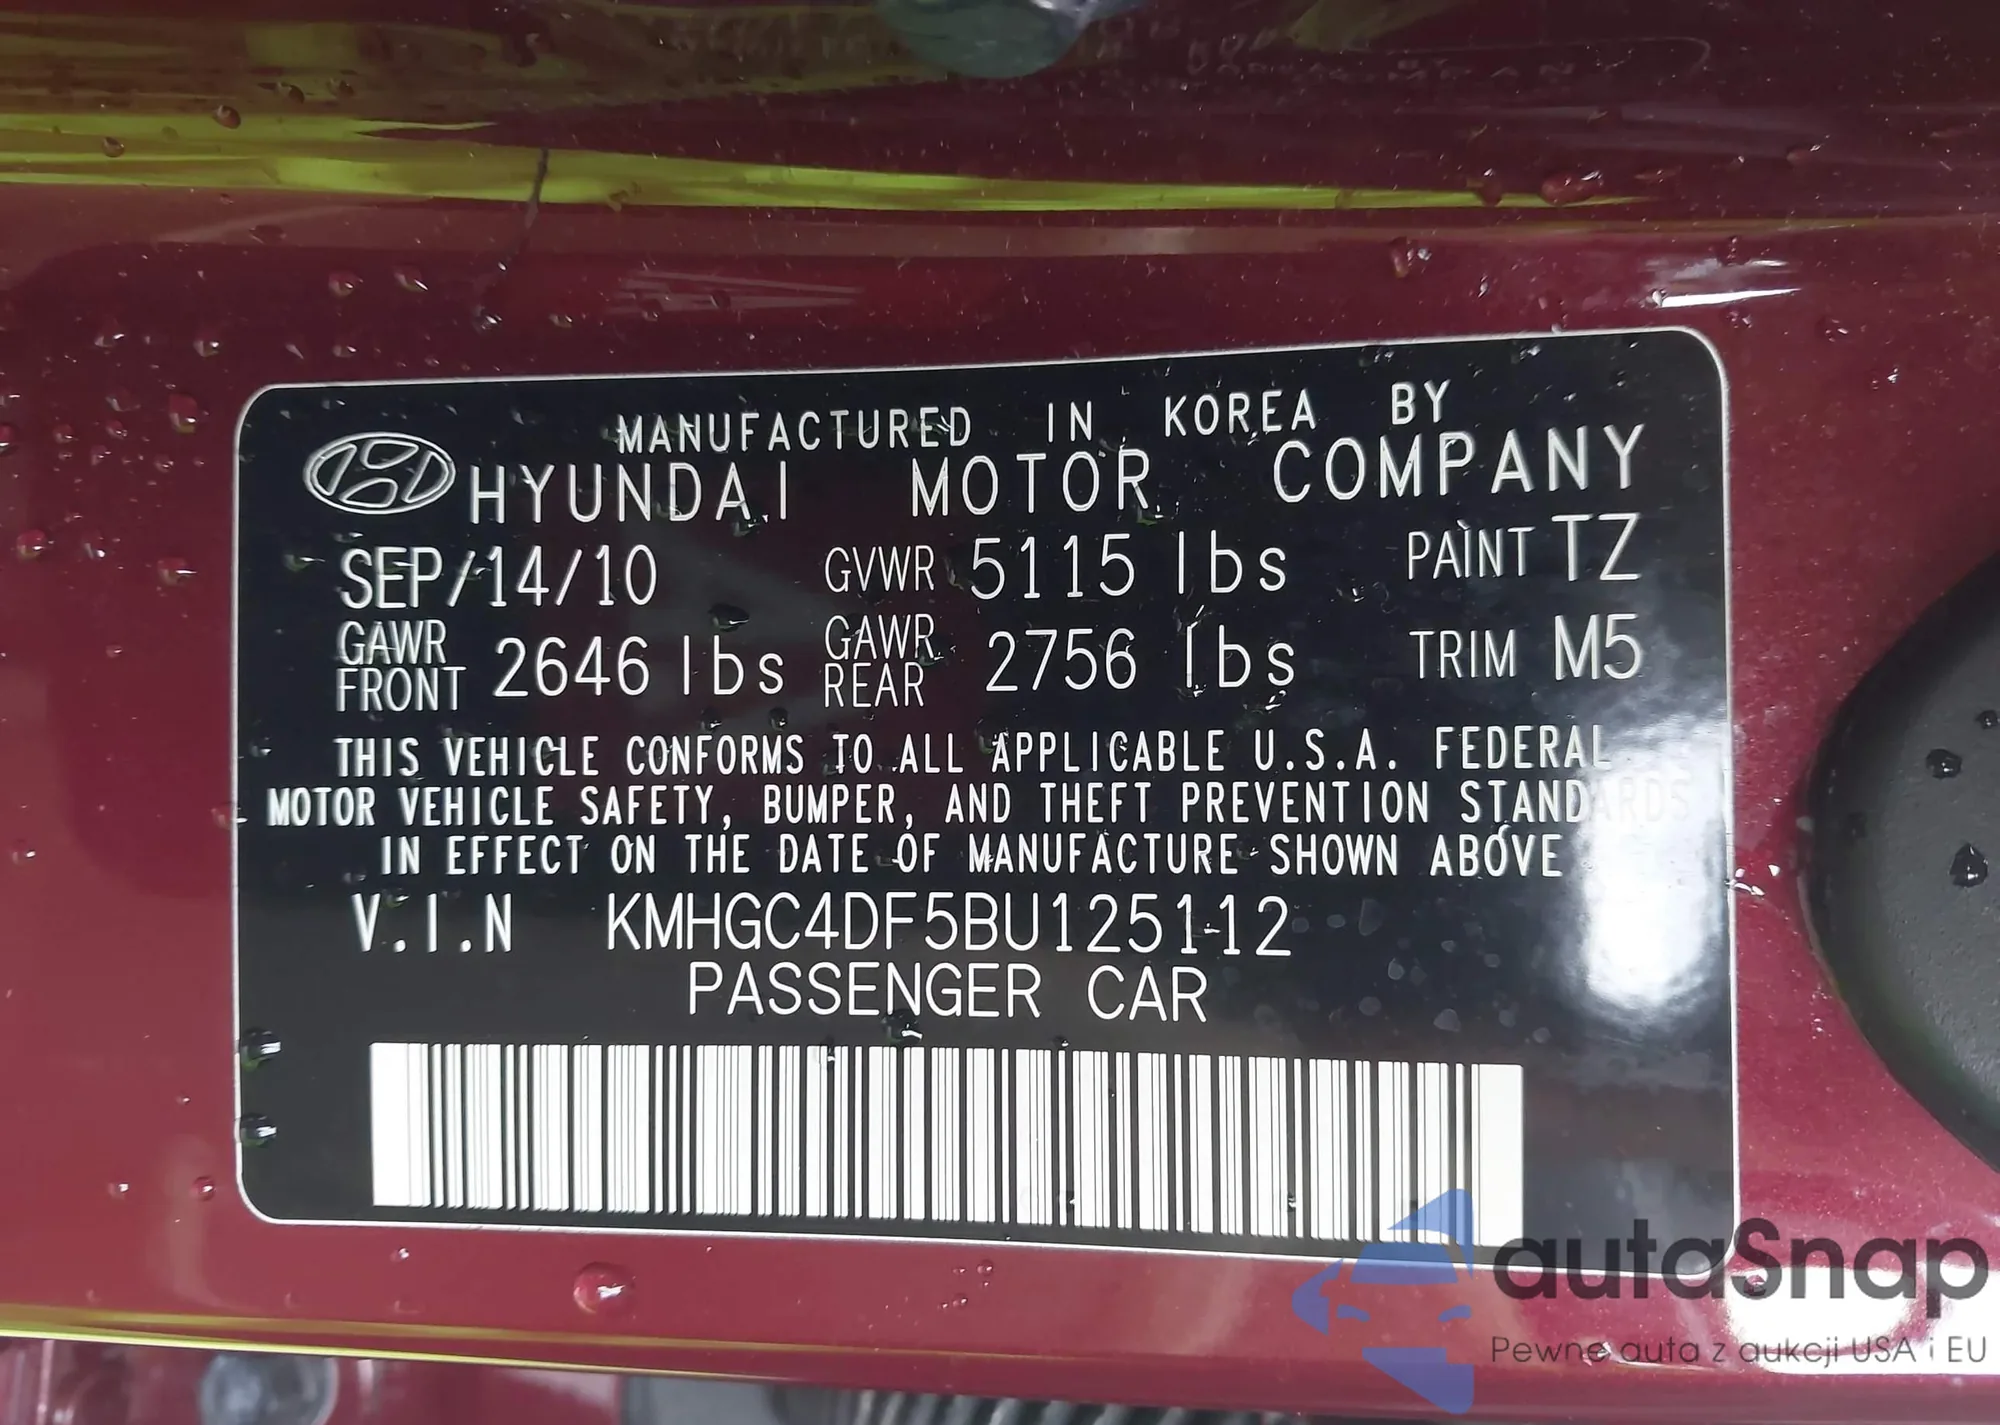 MANUFACTURED IN KOREA BY
HYUNDAI MOTOR COMPANY
SEP/14/10 GVWR 5115 lbs PAINT TZ
GAWR FRONT 2646 lbs GAWR REAR 2756 lbs TRIM M5
THIS VEHICLE CONFORMS TO ALL APPLICABLE U.S.A. FEDERAL
MOTOR VEHICLE SAFETY, BUMPER, AND THEFT PREVENTION STANDARDS
IN EFFECT ON THE DATE OF MANUFACTURE SHOWN ABOVE
V.I.N KMHGC4DF5BU125112
PASSENGER CAR
autaSnap
Pewne auta z aukcji USA i EU